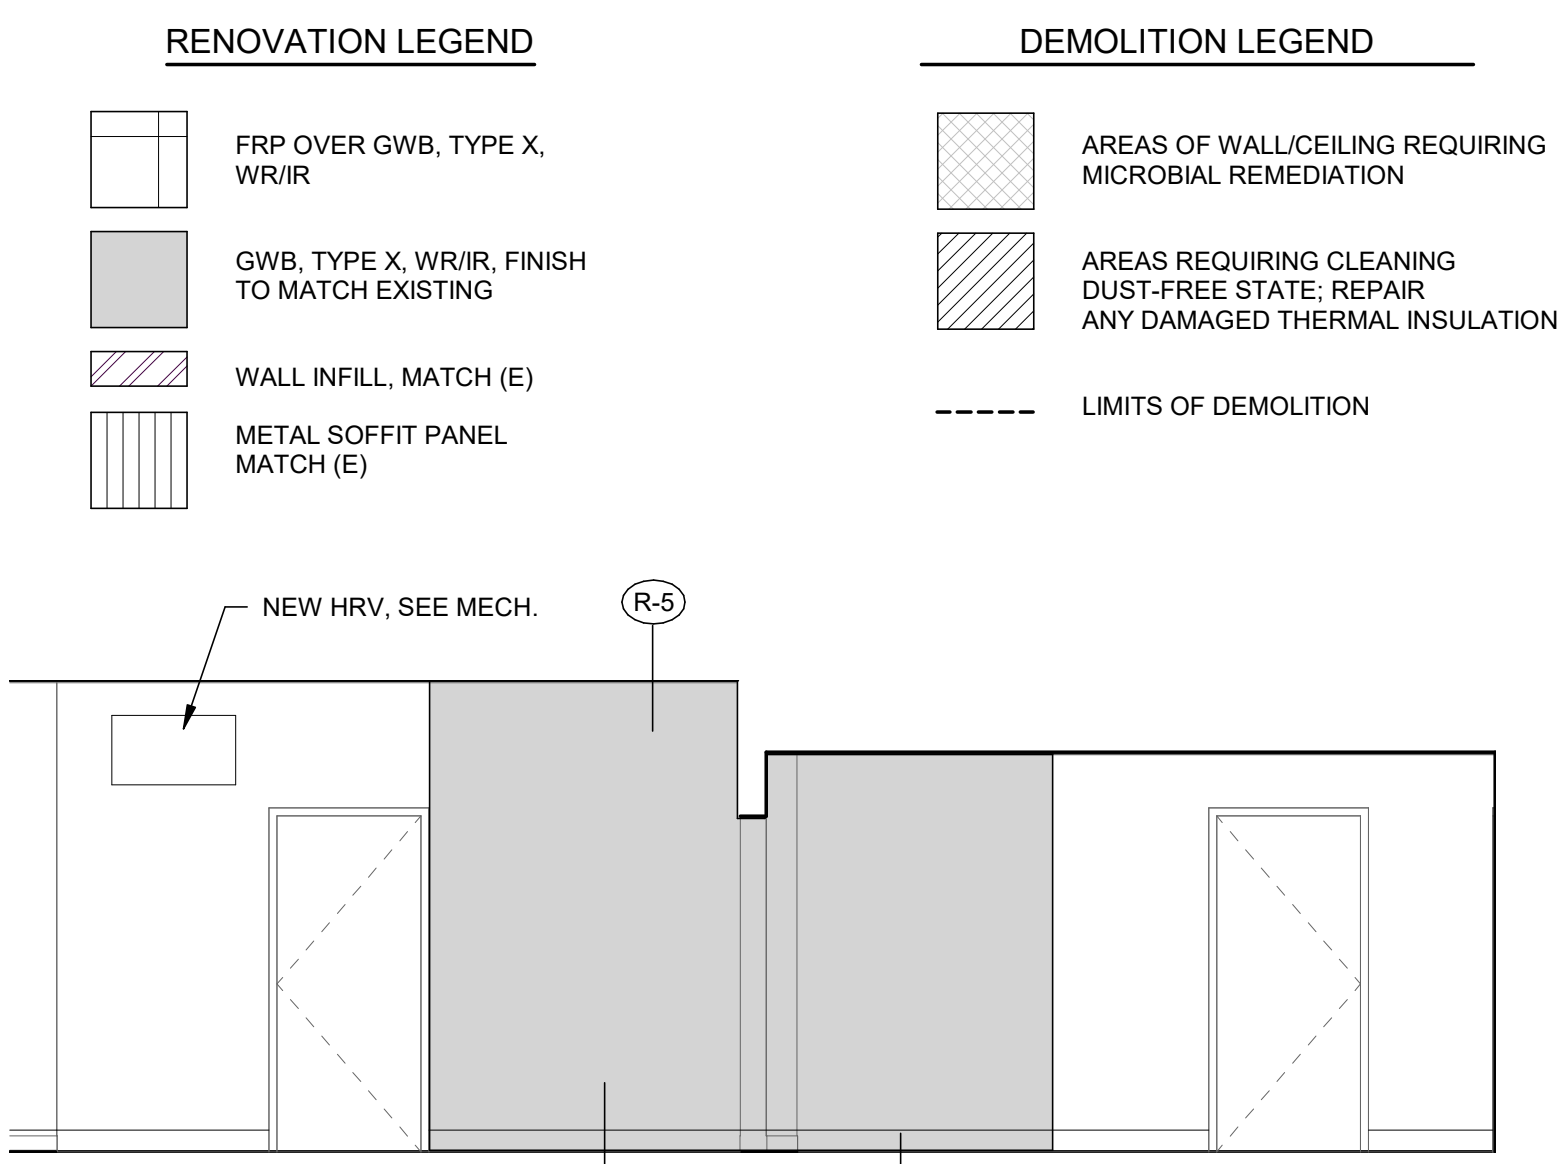 RENOVATION LEGEND
FRP OVER GWB, TYPE X,
WR/IR
GWB, TYPE X, WR/IR, FINISH
TO MATCH EXISTING
WALL INFILL, MATCH (E)
METAL SOFFIT PANEL
MATCH (E)
DEMOLITION LEGEND
AREAS OF WALL/CEILING REQUIRING
MICROBIAL REMEDIATION
AREAS REQUIRING CLEANING
DUST-FREE STATE; REPAIR
ANY DAMAGED THERMAL INSULATION
LIMITS OF DEMOLITION
NEW HRV, SEE MECH.
R-5